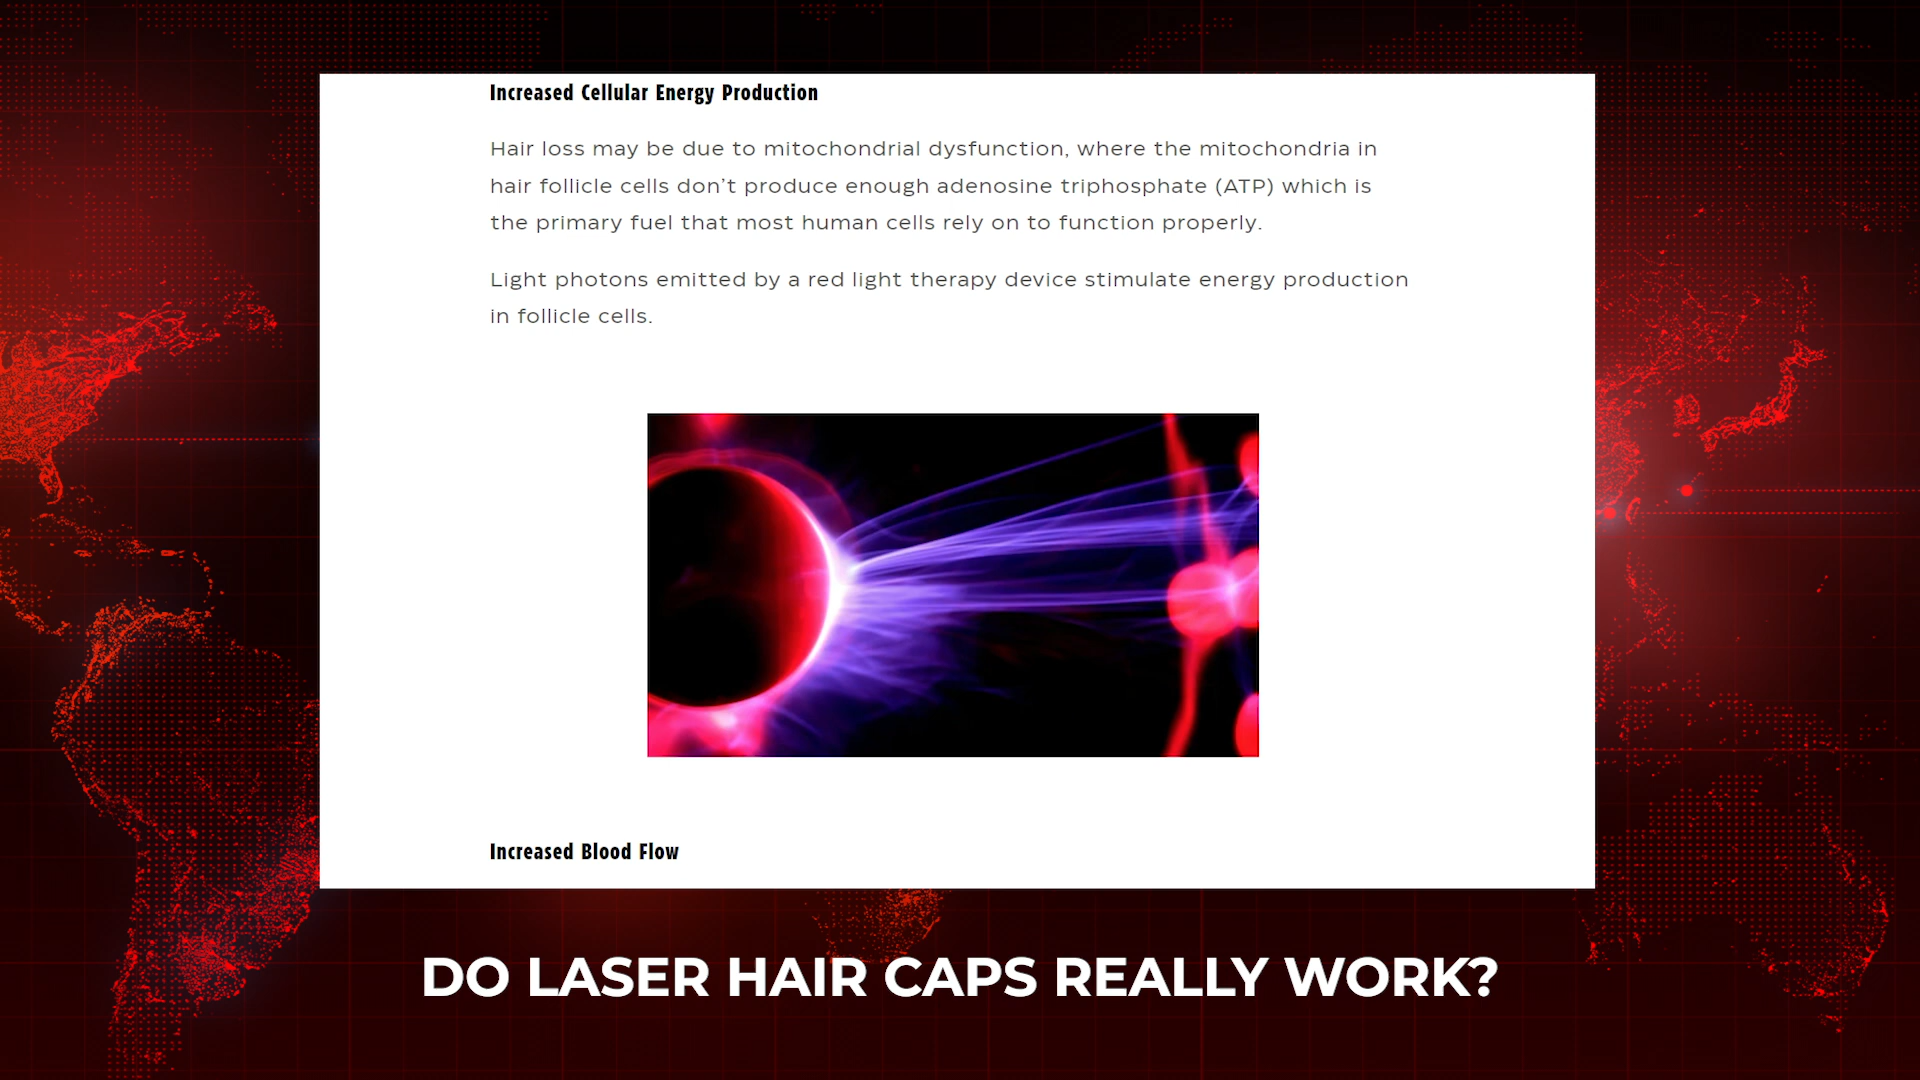 Increased Cellular Energy Production
Hair loss may be due to mitochondrial dysfunction, where the mitochondria in
hair follicle cells don’t produce enough adenosine triphosphate (ATP) which is
the primary fuel that most human cells rely on to function properly.
Light photons emitted by a red light therapy device stimulate energy production
in follicle cells.
Increased Blood Flow
DO LASER HAIR CAPS REALLY WORK?